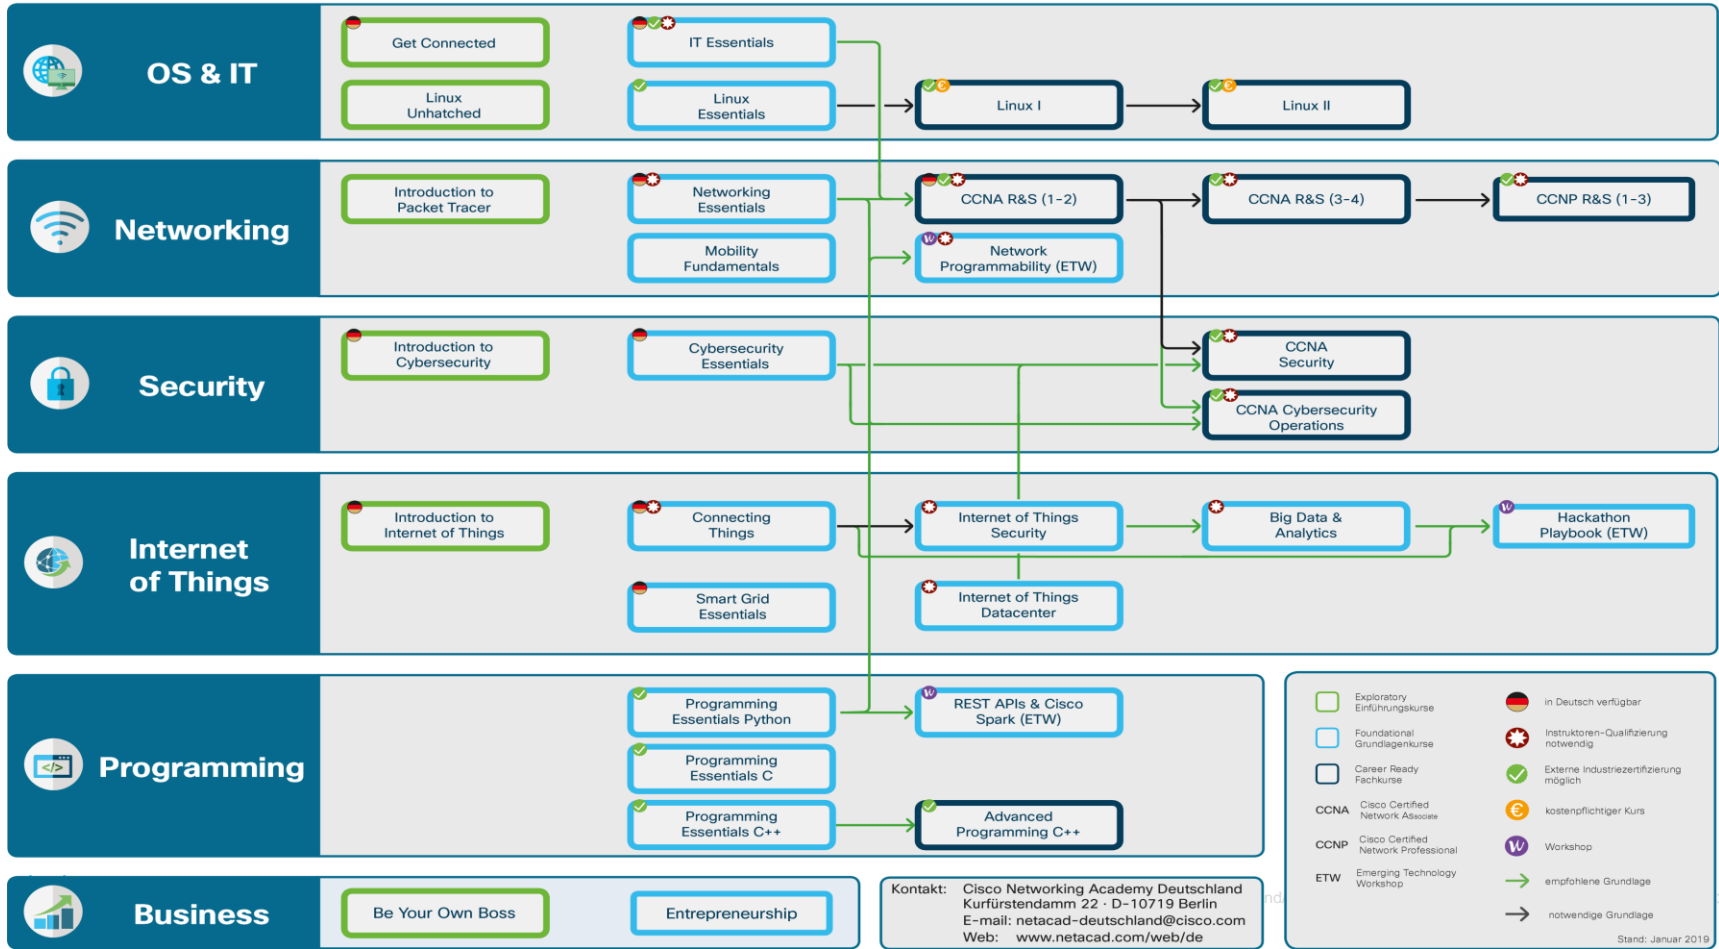 OS & IT
Get Connected
IT Essentials
Linux
Unhatched
Linux
Essentials
Linux I
Linux II
Networking
Introduction to
Packet Tracer
Networking
Essentials
CCNA R&S (1-2)
CCNA R&S (3-4)
CCNP R&S (1-3)
Mobility
Fundamentals
W
Network
Programmability (ETW)
Security
Introduction to
Cybersecurity
Cybersecurity
Essentials
CCNA
Security
CCNA Cybersecurity
Operations
Internet
of Things
Introduction to
Internet of Things
Connecting
Things
Internet of Things
Security
Big Data &
Analytics
W
Hackathon
Playbook (ETW)
Smart Grid
Essentials
Internet of Things
Datacenter
Programming
Programming
Essentials Python
W
REST APIs & Cisco
Spark (ETW)
Programming
Essentials C
Programming
Essentials C++
Advanced
Programming C++
Business
Be Your Own Boss
Entrepreneurship
Kontakt: Cisco Networking Academy Deutschland
Kurfürstendamm 22 · D-10719 Berlin
E-mail: netacad-deutschland@cisco.com
Web: www.netacad.com/web/de
Exploratory
Einführungskurse
Foundational
Grundlagenkurse
Career Ready
Fachkurse
CCNA Cisco Certified
Network Associate
CCNP Cisco Certified
Network Professional
ETW Emerging Technology
Workshop
in Deutsch verfügbar
Instruktoren-Qualifizierung
notwendig
Externe Industriezertifizierung
möglich
€ kostenpflichtiger Kurs
W Workshop
empfohlene Grundlage
notwendige Grundlage
Stand: Januar 2019